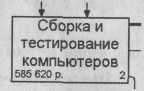 Сборка и
тестирование
компьютеров
585 620 р. 2